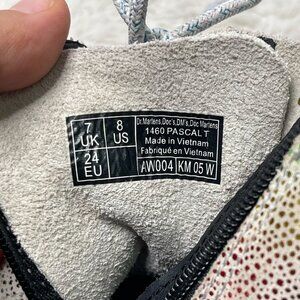 7 UK
8 US
24 EU
Dr.Martens.Doc's.DM's.Doc Martens
1460 PASCAL T
Made in Vietnam
Fabriqué en Vietnam
AW004 KM 05 W